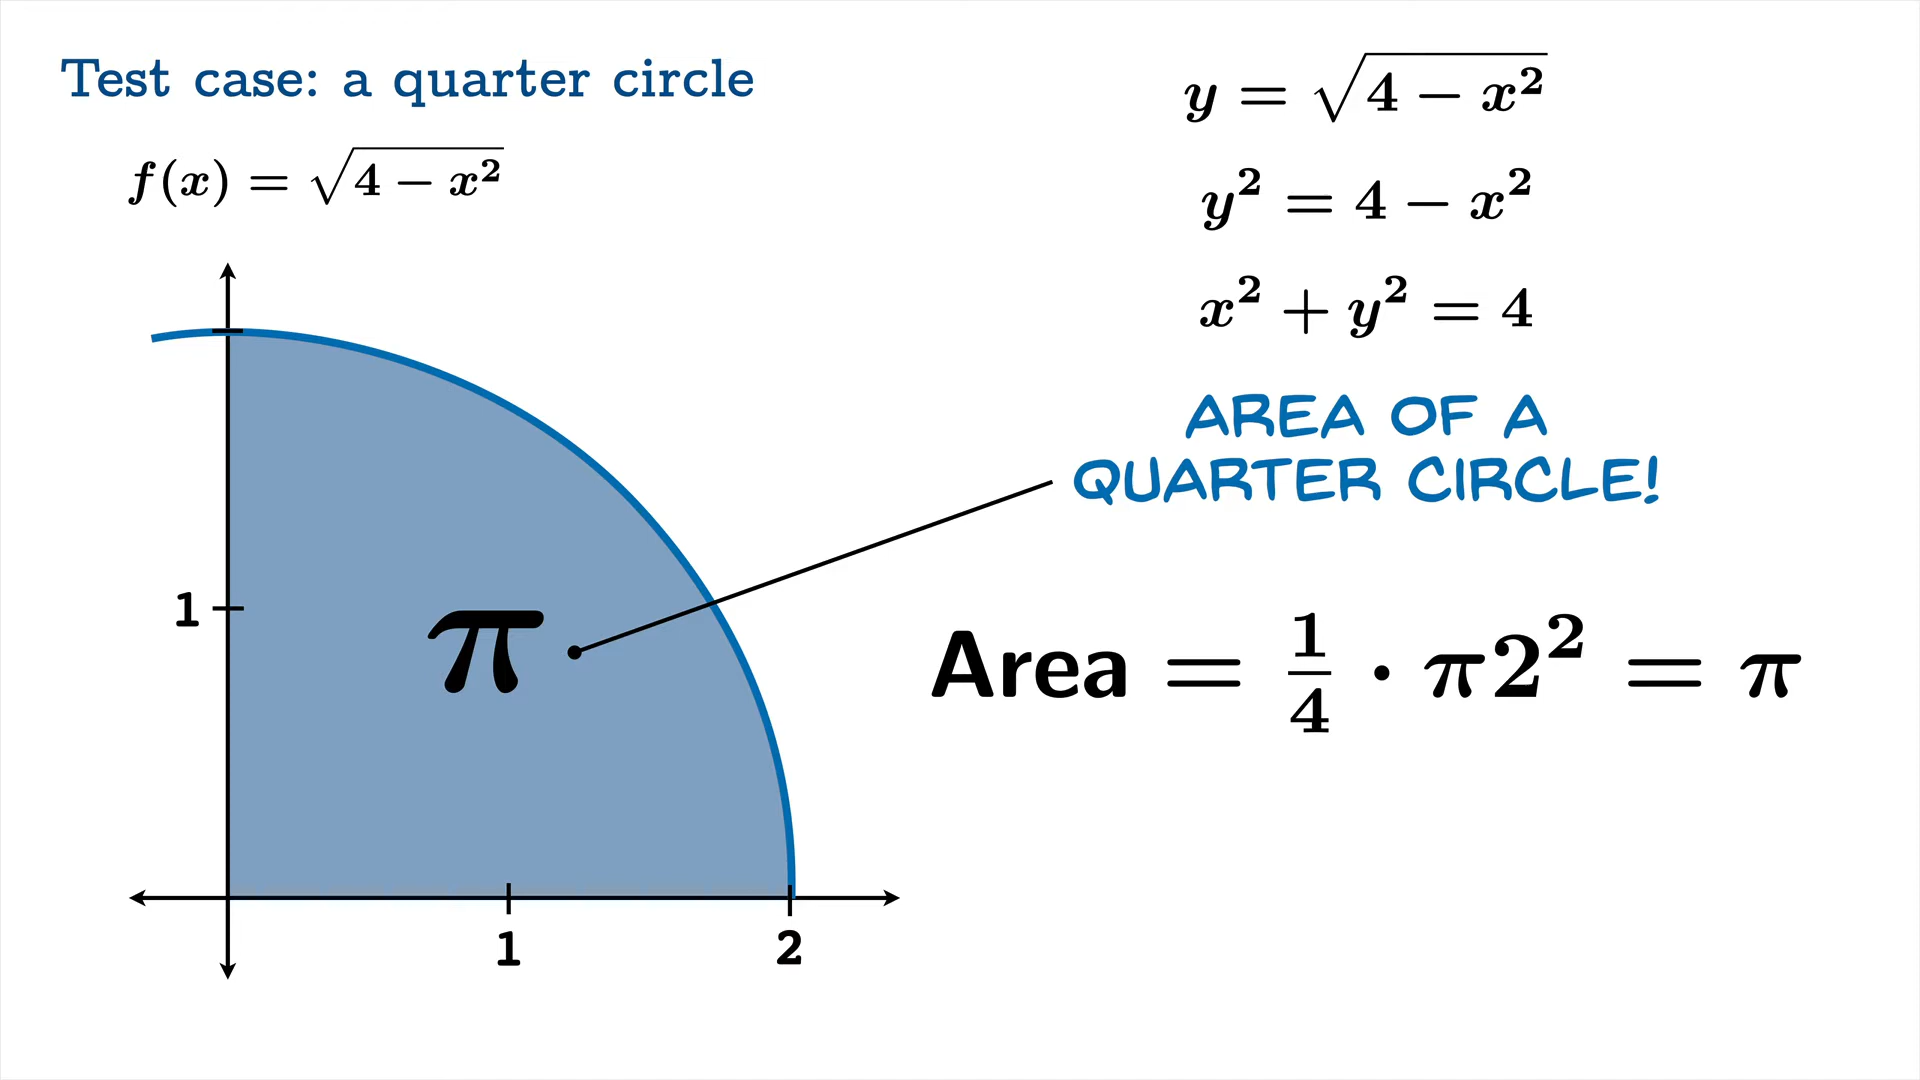 Test case: a quarter circle
f(x) = √(4 − x²)
y = √(4 − x²)
y² = 4 − x²
x² + y² = 4
AREA OF A
QUARTER CIRCLE!
1
π
Area = 1/4 · π2² = π
1 2